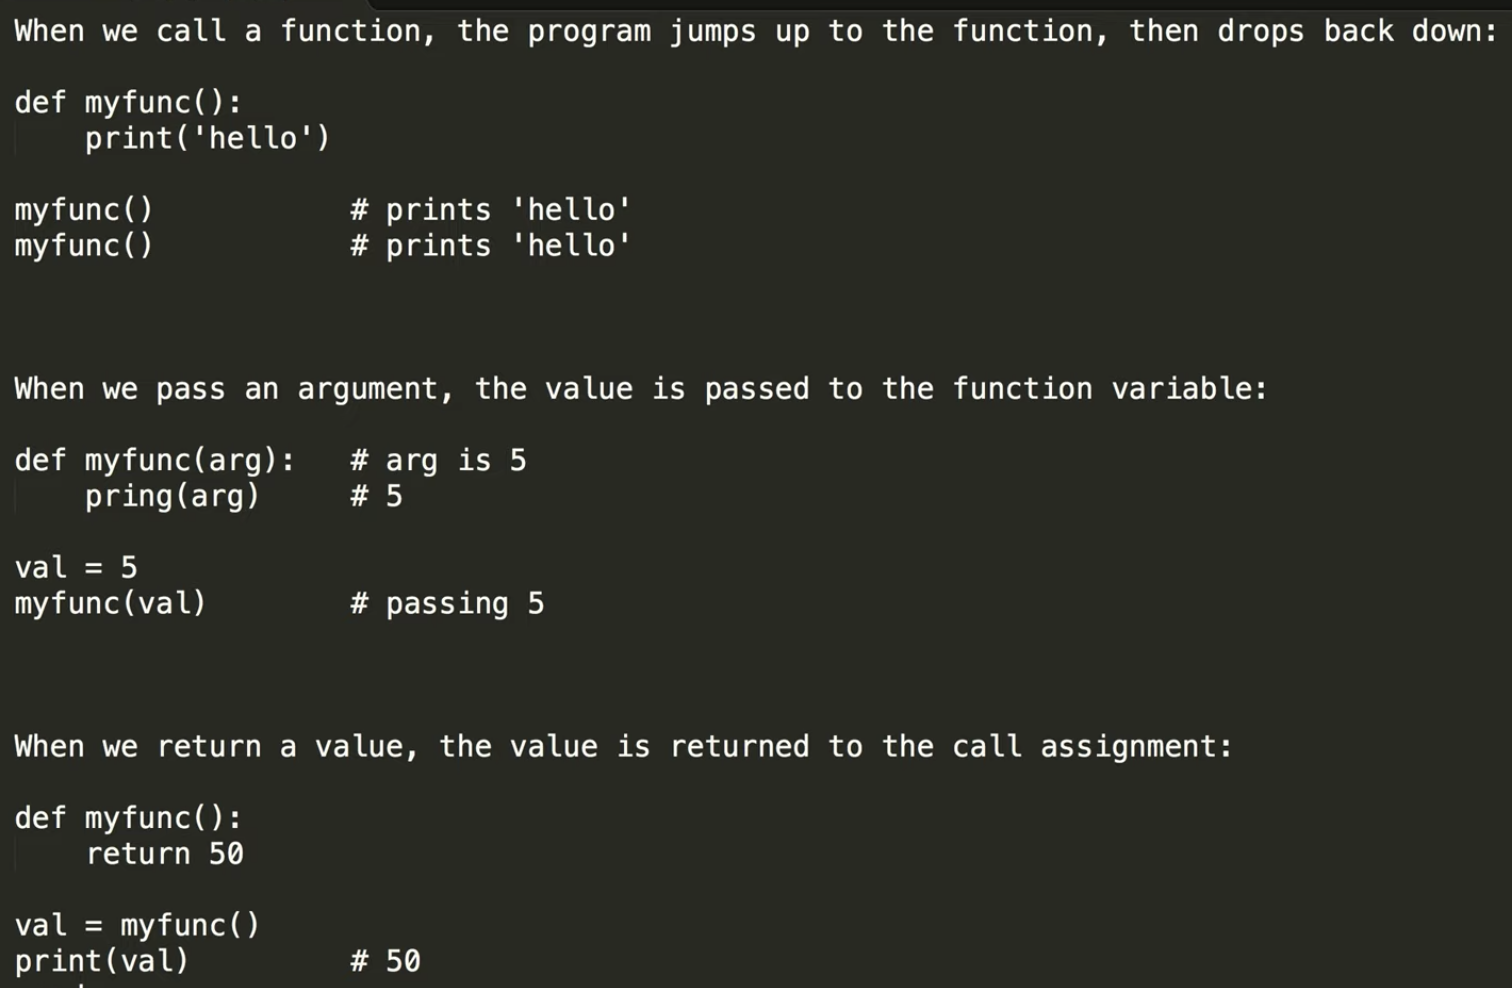 When we call a function, the program jumps up to the function, then drops back down:
def myfunc():
    print('hello')
myfunc()           # prints 'hello'
myfunc()           # prints 'hello'
When we pass an argument, the value is passed to the function variable:
def myfunc(arg):   # arg is 5
    pring(arg)     # 5
val = 5
myfunc(val)        # passing 5
When we return a value, the value is returned to the call assignment:
def myfunc():
    return 50
val = myfunc()
print(val)         # 50